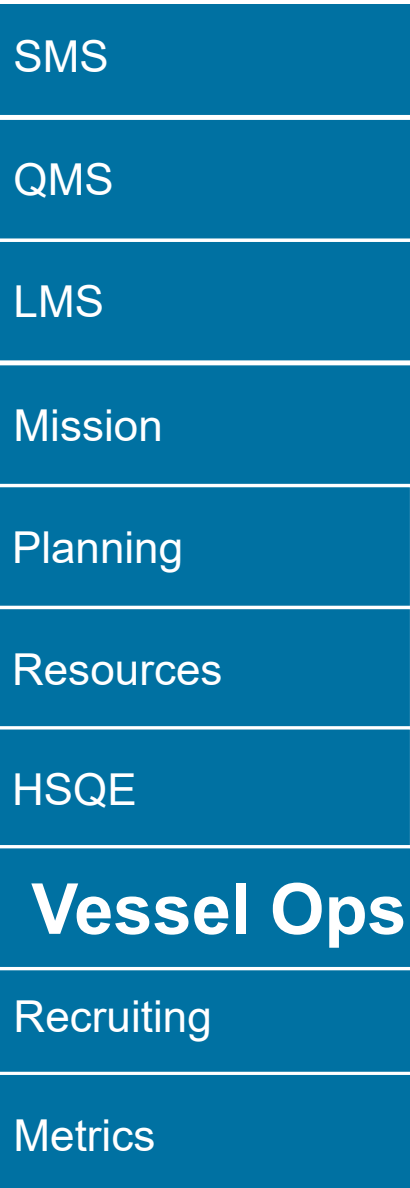 SMS
QMS
LMS
Mission
Planning
Resources
HSQE
Vessel Ops
Recruiting
Metrics